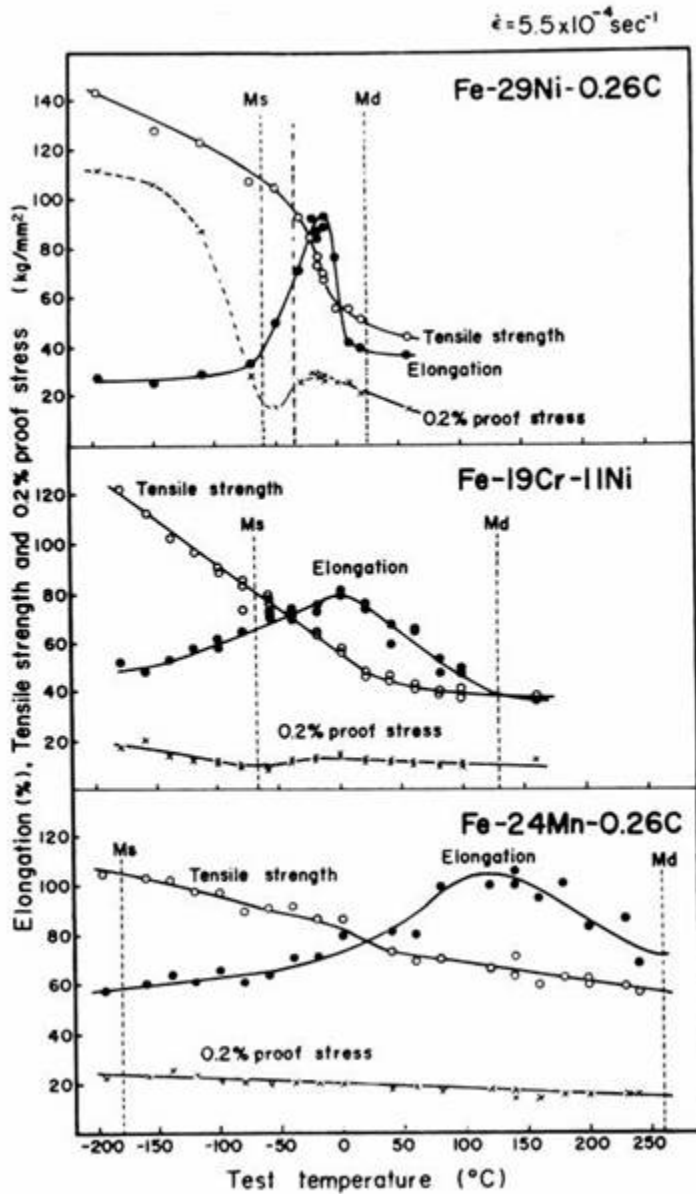 ε̇=5.5x10⁻⁴sec⁻¹
Fe-29Ni-0.26C
Ms
Md
140
120
100
80
60
40
20
Tensile strength
Elongation
0.2% proof stress
Fe-19Cr-11Ni
Tensile strength
Ms
Md
Elongation
120
100
80
60
40
20
0.2% proof stress
Fe-24Mn-0.26C
Ms
Elongation
Md
Tensile strength
120
100
80
60
40
20
0.2% proof stress
-200 -150 -100 -50 0 50 100 150 200 250
Test temperature (°C)
Elongation (%), Tensile strength and 0.2% proof stress (kg/mm²)